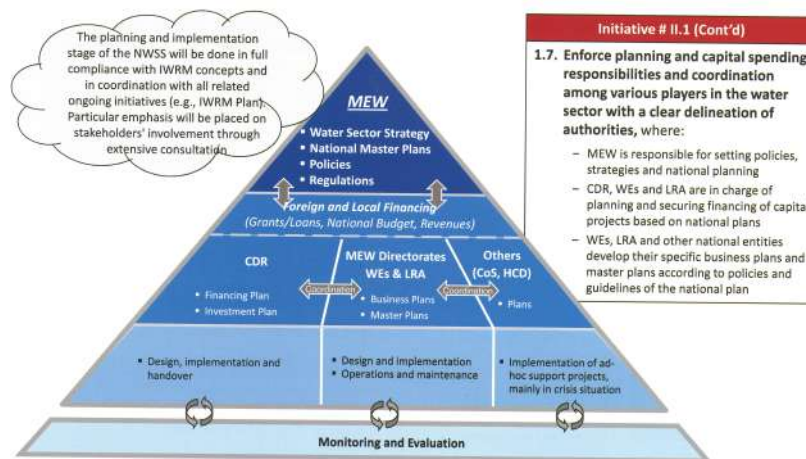 The planning and implementation
stage of the NWSS will be done in full
compliance with IWRM concepts and
in coordination with all related
ongoing initiatives (e.g., IWRM Plan).
Particular emphasis will be placed on
stakeholders' involvement through
extensive consultation
MEW
▪ Water Sector Strategy
▪ National Master Plans
▪ Policies
▪ Regulations
Foreign and Local Financing
(Grants/Loans, National Budget, Revenues)
CDR
▪ Financing Plan
▪ Investment Plan
Coordination
MEW Directorates
WEs & LRA
▪ Business Plans
▪ Master Plans
Coordination
Others
(CoS, HCD)
▪ Plans
▪ Design, implementation and
handover
▪ Design and implementation
▪ Operations and maintenance
▪ Implementation of ad-
hoc support projects,
mainly in crisis situation
Monitoring and Evaluation
Initiative # II.1 (Cont'd)
1.7. Enforce planning and capital spending
responsibilities and coordination
among various players in the water
sector with a clear delineation of
authorities, where:
– MEW is responsible for setting policies,
strategies and national planning
– CDR, WEs and LRA are in charge of
planning and securing financing of capital
projects based on national plans
– WEs, LRA and other national entities
develop their specific business plans and
master plans according to policies and
guidelines of the national plan